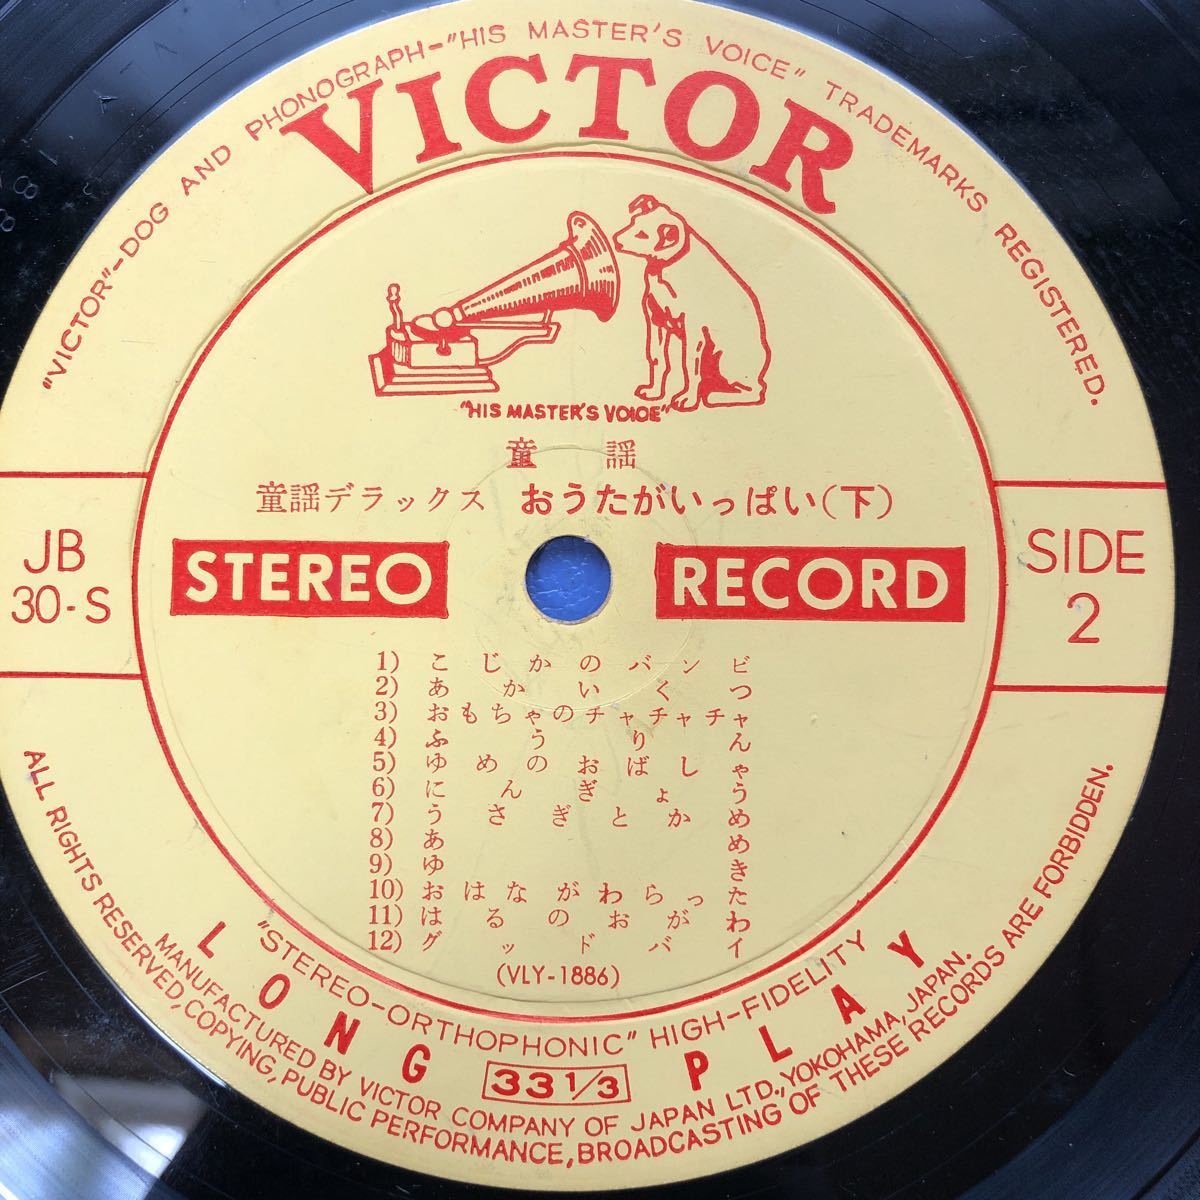 "VICTOR"-DOG AND PHONOGRAPH-"HIS MASTER'S VOICE" TRADEMARKS REGISTERED.
VICTOR
"HIS MASTER'S VOICE"
童謡
童謡デラックス おうたがいっぱい(下)
JB
30-S
STEREO RECORD
SIDE
2
1) こじかのバンビ
2) あかいくつ
3) おもちゃのチャチャチャ
4) ふうりん
5) ゆめのおばしゃ
6) にんぎょう
7) うさぎとかめ
8) あめ
9) ゆき
10) おはながわらった
11) はるのおがわ
12) グッドバイ
(VLY-1886)
"STEREO-ORTHOPHONIC" HIGH-FIDELITY
LONG PLAY
33 1/3
MANUFACTURED BY VICTOR COMPANY OF JAPAN LTD., YOKOHAMA, JAPAN.
ALL RIGHTS RESERVED, COPYING, PUBLIC PERFORMANCE, BROADCASTING OF THESE RECORDS ARE FORBIDDEN.